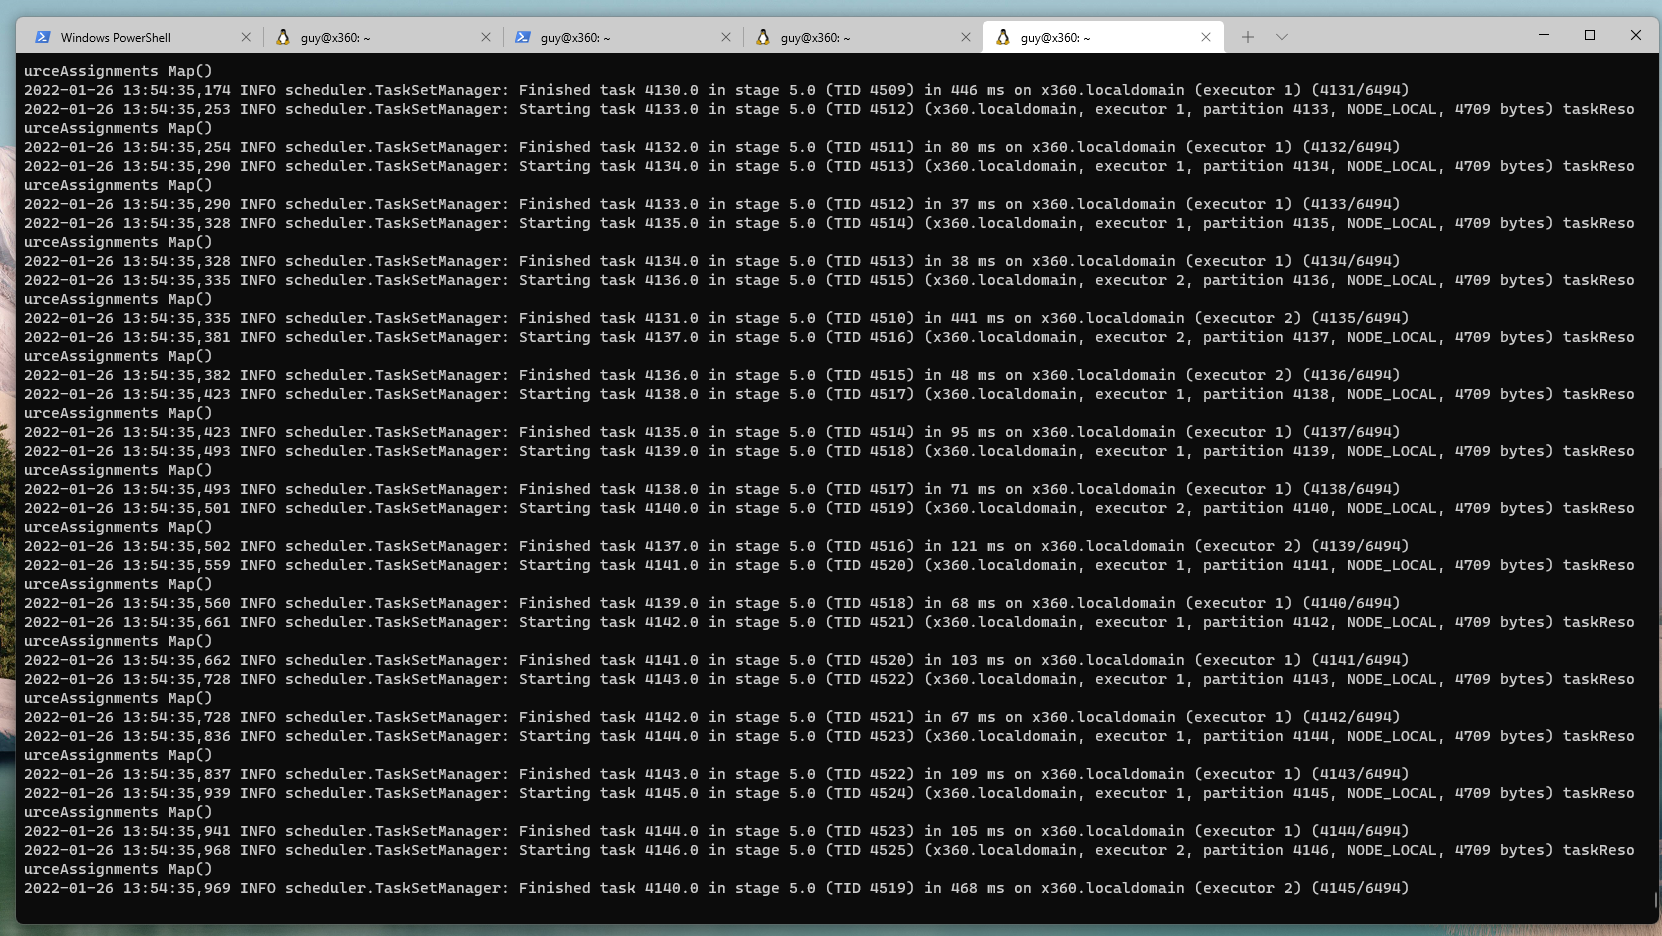 Windows PowerShell
guy@x360: ~
guy@x360: ~
guy@x360: ~
guy@x360: ~
urceAssignments Map()
2022-01-26 13:54:35,174 INFO scheduler.TaskSetManager: Finished task 4130.0 in stage 5.0 (TID 4509) in 446 ms on x360.localdomain (executor 1) (4131/6494)
2022-01-26 13:54:35,253 INFO scheduler.TaskSetManager: Starting task 4133.0 in stage 5.0 (TID 4512) (x360.localdomain, executor 1, partition 4133, NODE_LOCAL, 4709 bytes) taskReso
urceAssignments Map()
2022-01-26 13:54:35,254 INFO scheduler.TaskSetManager: Finished task 4132.0 in stage 5.0 (TID 4511) in 80 ms on x360.localdomain (executor 1) (4132/6494)
2022-01-26 13:54:35,290 INFO scheduler.TaskSetManager: Starting task 4134.0 in stage 5.0 (TID 4513) (x360.localdomain, executor 1, partition 4134, NODE_LOCAL, 4709 bytes) taskReso
urceAssignments Map()
2022-01-26 13:54:35,290 INFO scheduler.TaskSetManager: Finished task 4133.0 in stage 5.0 (TID 4512) in 37 ms on x360.localdomain (executor 1) (4133/6494)
2022-01-26 13:54:35,328 INFO scheduler.TaskSetManager: Starting task 4135.0 in stage 5.0 (TID 4514) (x360.localdomain, executor 1, partition 4135, NODE_LOCAL, 4709 bytes) taskReso
urceAssignments Map()
2022-01-26 13:54:35,328 INFO scheduler.TaskSetManager: Finished task 4134.0 in stage 5.0 (TID 4513) in 38 ms on x360.localdomain (executor 1) (4134/6494)
2022-01-26 13:54:35,335 INFO scheduler.TaskSetManager: Starting task 4136.0 in stage 5.0 (TID 4515) (x360.localdomain, executor 2, partition 4136, NODE_LOCAL, 4709 bytes) taskReso
urceAssignments Map()
2022-01-26 13:54:35,335 INFO scheduler.TaskSetManager: Finished task 4131.0 in stage 5.0 (TID 4510) in 441 ms on x360.localdomain (executor 2) (4135/6494)
2022-01-26 13:54:35,381 INFO scheduler.TaskSetManager: Starting task 4137.0 in stage 5.0 (TID 4516) (x360.localdomain, executor 2, partition 4137, NODE_LOCAL, 4709 bytes) taskReso
urceAssignments Map()
2022-01-26 13:54:35,382 INFO scheduler.TaskSetManager: Finished task 4136.0 in stage 5.0 (TID 4515) in 48 ms on x360.localdomain (executor 2) (4136/6494)
2022-01-26 13:54:35,423 INFO scheduler.TaskSetManager: Starting task 4138.0 in stage 5.0 (TID 4517) (x360.localdomain, executor 1, partition 4138, NODE_LOCAL, 4709 bytes) taskReso
urceAssignments Map()
2022-01-26 13:54:35,423 INFO scheduler.TaskSetManager: Finished task 4135.0 in stage 5.0 (TID 4514) in 95 ms on x360.localdomain (executor 1) (4137/6494)
2022-01-26 13:54:35,493 INFO scheduler.TaskSetManager: Starting task 4139.0 in stage 5.0 (TID 4518) (x360.localdomain, executor 1, partition 4139, NODE_LOCAL, 4709 bytes) taskReso
urceAssignments Map()
2022-01-26 13:54:35,493 INFO scheduler.TaskSetManager: Finished task 4138.0 in stage 5.0 (TID 4517) in 71 ms on x360.localdomain (executor 1) (4138/6494)
2022-01-26 13:54:35,501 INFO scheduler.TaskSetManager: Starting task 4140.0 in stage 5.0 (TID 4519) (x360.localdomain, executor 2, partition 4140, NODE_LOCAL, 4709 bytes) taskReso
urceAssignments Map()
2022-01-26 13:54:35,502 INFO scheduler.TaskSetManager: Finished task 4137.0 in stage 5.0 (TID 4516) in 121 ms on x360.localdomain (executor 2) (4139/6494)
2022-01-26 13:54:35,559 INFO scheduler.TaskSetManager: Starting task 4141.0 in stage 5.0 (TID 4520) (x360.localdomain, executor 1, partition 4141, NODE_LOCAL, 4709 bytes) taskReso
urceAssignments Map()
2022-01-26 13:54:35,560 INFO scheduler.TaskSetManager: Finished task 4139.0 in stage 5.0 (TID 4518) in 68 ms on x360.localdomain (executor 1) (4140/6494)
2022-01-26 13:54:35,661 INFO scheduler.TaskSetManager: Starting task 4142.0 in stage 5.0 (TID 4521) (x360.localdomain, executor 1, partition 4142, NODE_LOCAL, 4709 bytes) taskReso
urceAssignments Map()
2022-01-26 13:54:35,662 INFO scheduler.TaskSetManager: Finished task 4141.0 in stage 5.0 (TID 4520) in 103 ms on x360.localdomain (executor 1) (4141/6494)
2022-01-26 13:54:35,728 INFO scheduler.TaskSetManager: Starting task 4143.0 in stage 5.0 (TID 4522) (x360.localdomain, executor 1, partition 4143, NODE_LOCAL, 4709 bytes) taskReso
urceAssignments Map()
2022-01-26 13:54:35,728 INFO scheduler.TaskSetManager: Finished task 4142.0 in stage 5.0 (TID 4521) in 67 ms on x360.localdomain (executor 1) (4142/6494)
2022-01-26 13:54:35,836 INFO scheduler.TaskSetManager: Starting task 4144.0 in stage 5.0 (TID 4523) (x360.localdomain, executor 1, partition 4144, NODE_LOCAL, 4709 bytes) taskReso
urceAssignments Map()
2022-01-26 13:54:35,837 INFO scheduler.TaskSetManager: Finished task 4143.0 in stage 5.0 (TID 4522) in 109 ms on x360.localdomain (executor 1) (4143/6494)
2022-01-26 13:54:35,939 INFO scheduler.TaskSetManager: Starting task 4145.0 in stage 5.0 (TID 4524) (x360.localdomain, executor 1, partition 4145, NODE_LOCAL, 4709 bytes) taskReso
urceAssignments Map()
2022-01-26 13:54:35,941 INFO scheduler.TaskSetManager: Finished task 4144.0 in stage 5.0 (TID 4523) in 105 ms on x360.localdomain (executor 1) (4144/6494)
2022-01-26 13:54:35,968 INFO scheduler.TaskSetManager: Starting task 4146.0 in stage 5.0 (TID 4525) (x360.localdomain, executor 2, partition 4146, NODE_LOCAL, 4709 bytes) taskReso
urceAssignments Map()
2022-01-26 13:54:35,969 INFO scheduler.TaskSetManager: Finished task 4140.0 in stage 5.0 (TID 4519) in 468 ms on x360.localdomain (executor 2) (4145/6494)